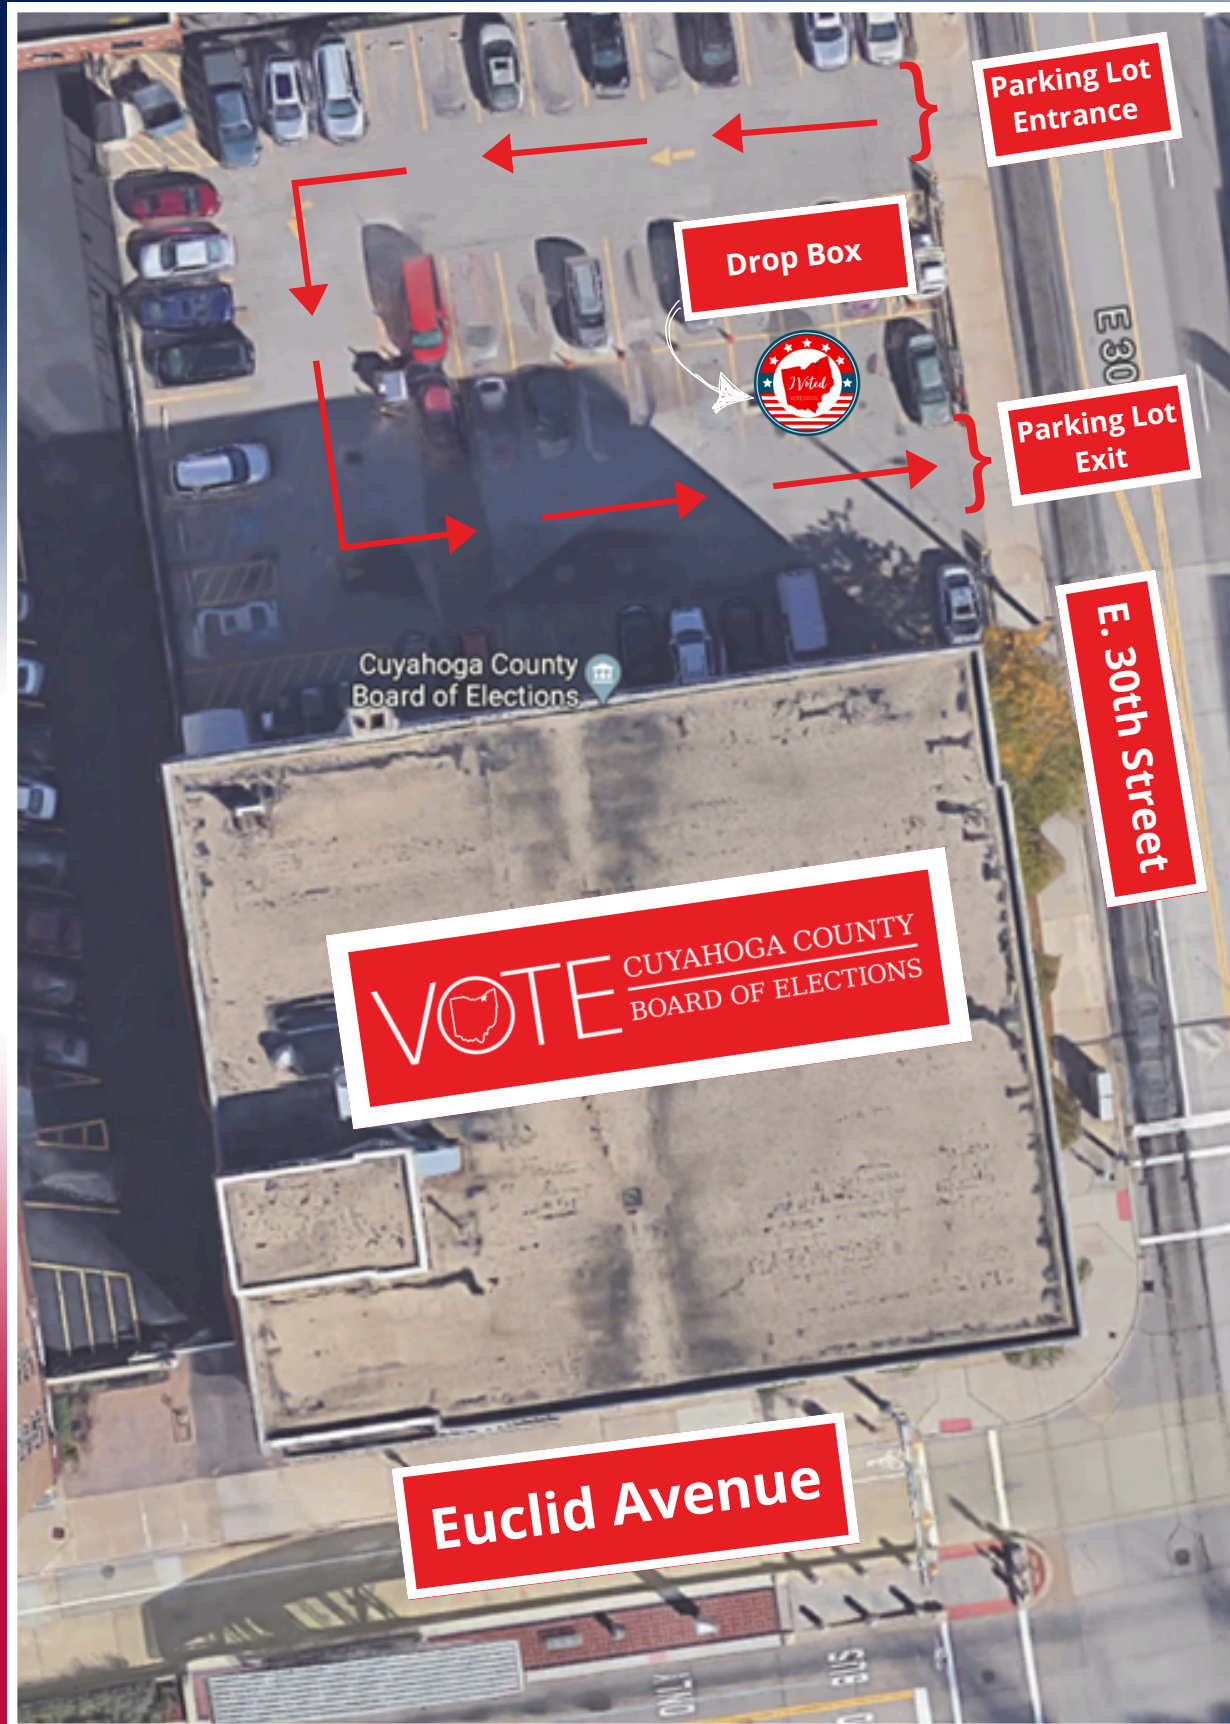 Parking Lot
Entrance
Drop Box
I Voted
E 30
Parking Lot
Exit
E. 30th Street
Cuyahoga County
Board of Elections
VOTE
CUYAHOGA COUNTY
BOARD OF ELECTIONS
Euclid Avenue